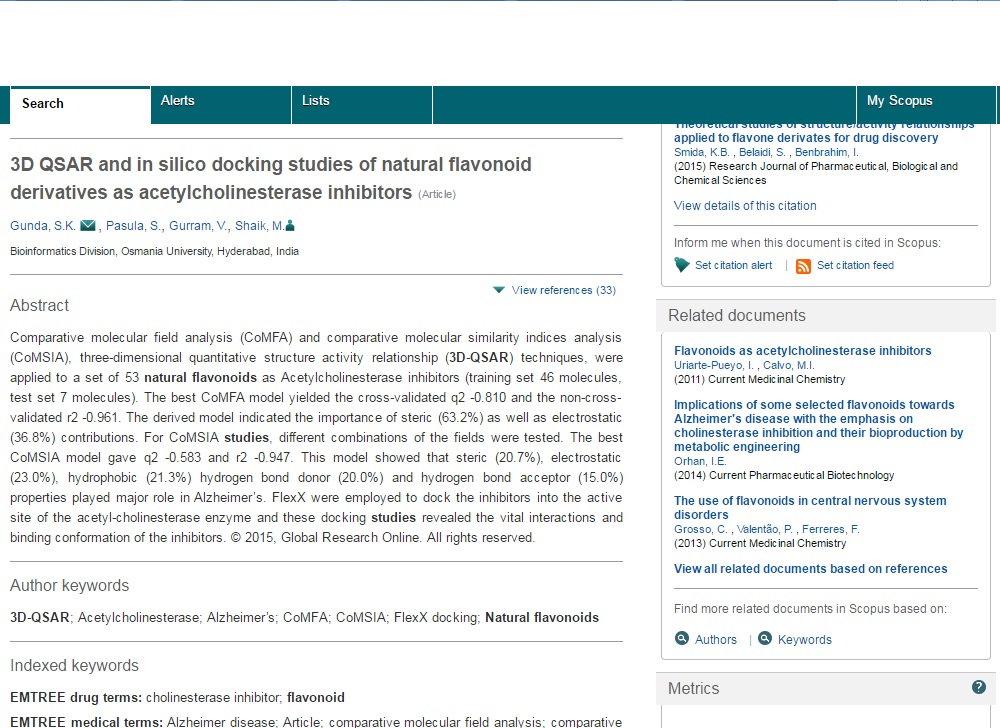 Search
Alerts
Lists
My Scopus
3D QSAR and in silico docking studies of natural flavonoid
derivatives as acetylcholinesterase inhibitors (Article)
Gunda, S.K. , Pasula, S., Gurram, V., Shaik, M.
Bioinformatics Division, Osmania University, Hyderabad, India
View references (33)
Abstract
Comparative molecular field analysis (CoMFA) and comparative molecular similarity indices analysis
(CoMSIA), three-dimensional quantitative structure activity relationship (3D-QSAR) techniques, were
applied to a set of 53 natural flavonoids as Acetylcholinesterase inhibitors (training set 46 molecules,
test set 7 molecules). The best CoMFA model yielded the cross-validated q2 -0.810 and the non-cross-
validated r2 -0.961. The derived model indicated the importance of steric (63.2%) as well as electrostatic
(36.8%) contributions. For CoMSIA studies, different combinations of the fields were tested. The best
CoMSIA model gave q2 -0.583 and r2 -0.947. This model showed that steric (20.7%), electrostatic
(23.0%), hydrophobic (21.3%) hydrogen bond donor (20.0%) and hydrogen bond acceptor (15.0%)
properties played major role in Alzheimer's. FlexX were employed to dock the inhibitors into the active
site of the acetyl-cholinesterase enzyme and these docking studies revealed the vital interactions and
binding conformation of the inhibitors. © 2015, Global Research Online. All rights reserved.
Author keywords
3D-QSAR; Acetylcholinesterase; Alzheimer's; CoMFA; CoMSIA; FlexX docking; Natural flavonoids
Indexed keywords
EMTREE drug terms: cholinesterase inhibitor; flavonoid
EMTREE medical terms: Alzheimer disease; Article; comparative molecular field analysis; comparative
Theoretical studies of structure/activity relationships
applied to flavone derivates for drug discovery
Smida, K.B. , Belaidi, S. , Benbrahim, I.
(2015) Research Journal of Pharmaceutical, Biological and
Chemical Sciences
View details of this citation
Inform me when this document is cited in Scopus:
Set citation alert | Set citation feed
Related documents
Flavonoids as acetylcholinesterase inhibitors
Uriarte-Pueyo, I. , Calvo, M.I.
(2011) Current Medicinal Chemistry
Implications of some selected flavonoids towards
Alzheimer's disease with the emphasis on
cholinesterase inhibition and their bioproduction by
metabolic engineering
Orhan, I.E.
(2014) Current Pharmaceutical Biotechnology
The use of flavonoids in central nervous system
disorders
Grosso, C. , Valentão, P. , Ferreres, F.
(2013) Current Medicinal Chemistry
View all related documents based on references
Find more related documents in Scopus based on:
Authors | Keywords
Metrics
?